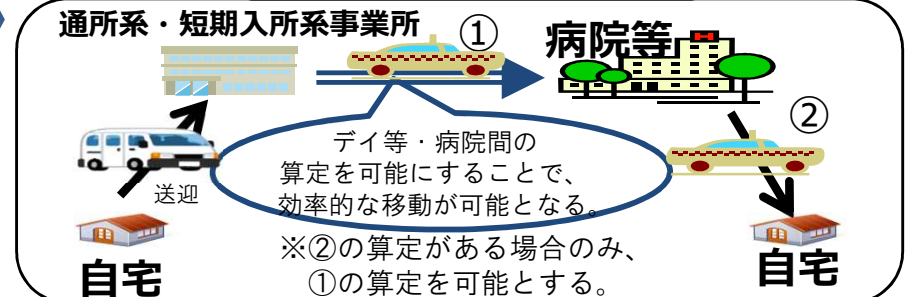 通所系・短期入所系事業所
①
病院等
H
②
デイ等・病院間の
算定を可能にすることで、
効率的な移動が可能となる。
送迎
※②の算定がある場合のみ、
①の算定を可能とする。
自宅
自宅